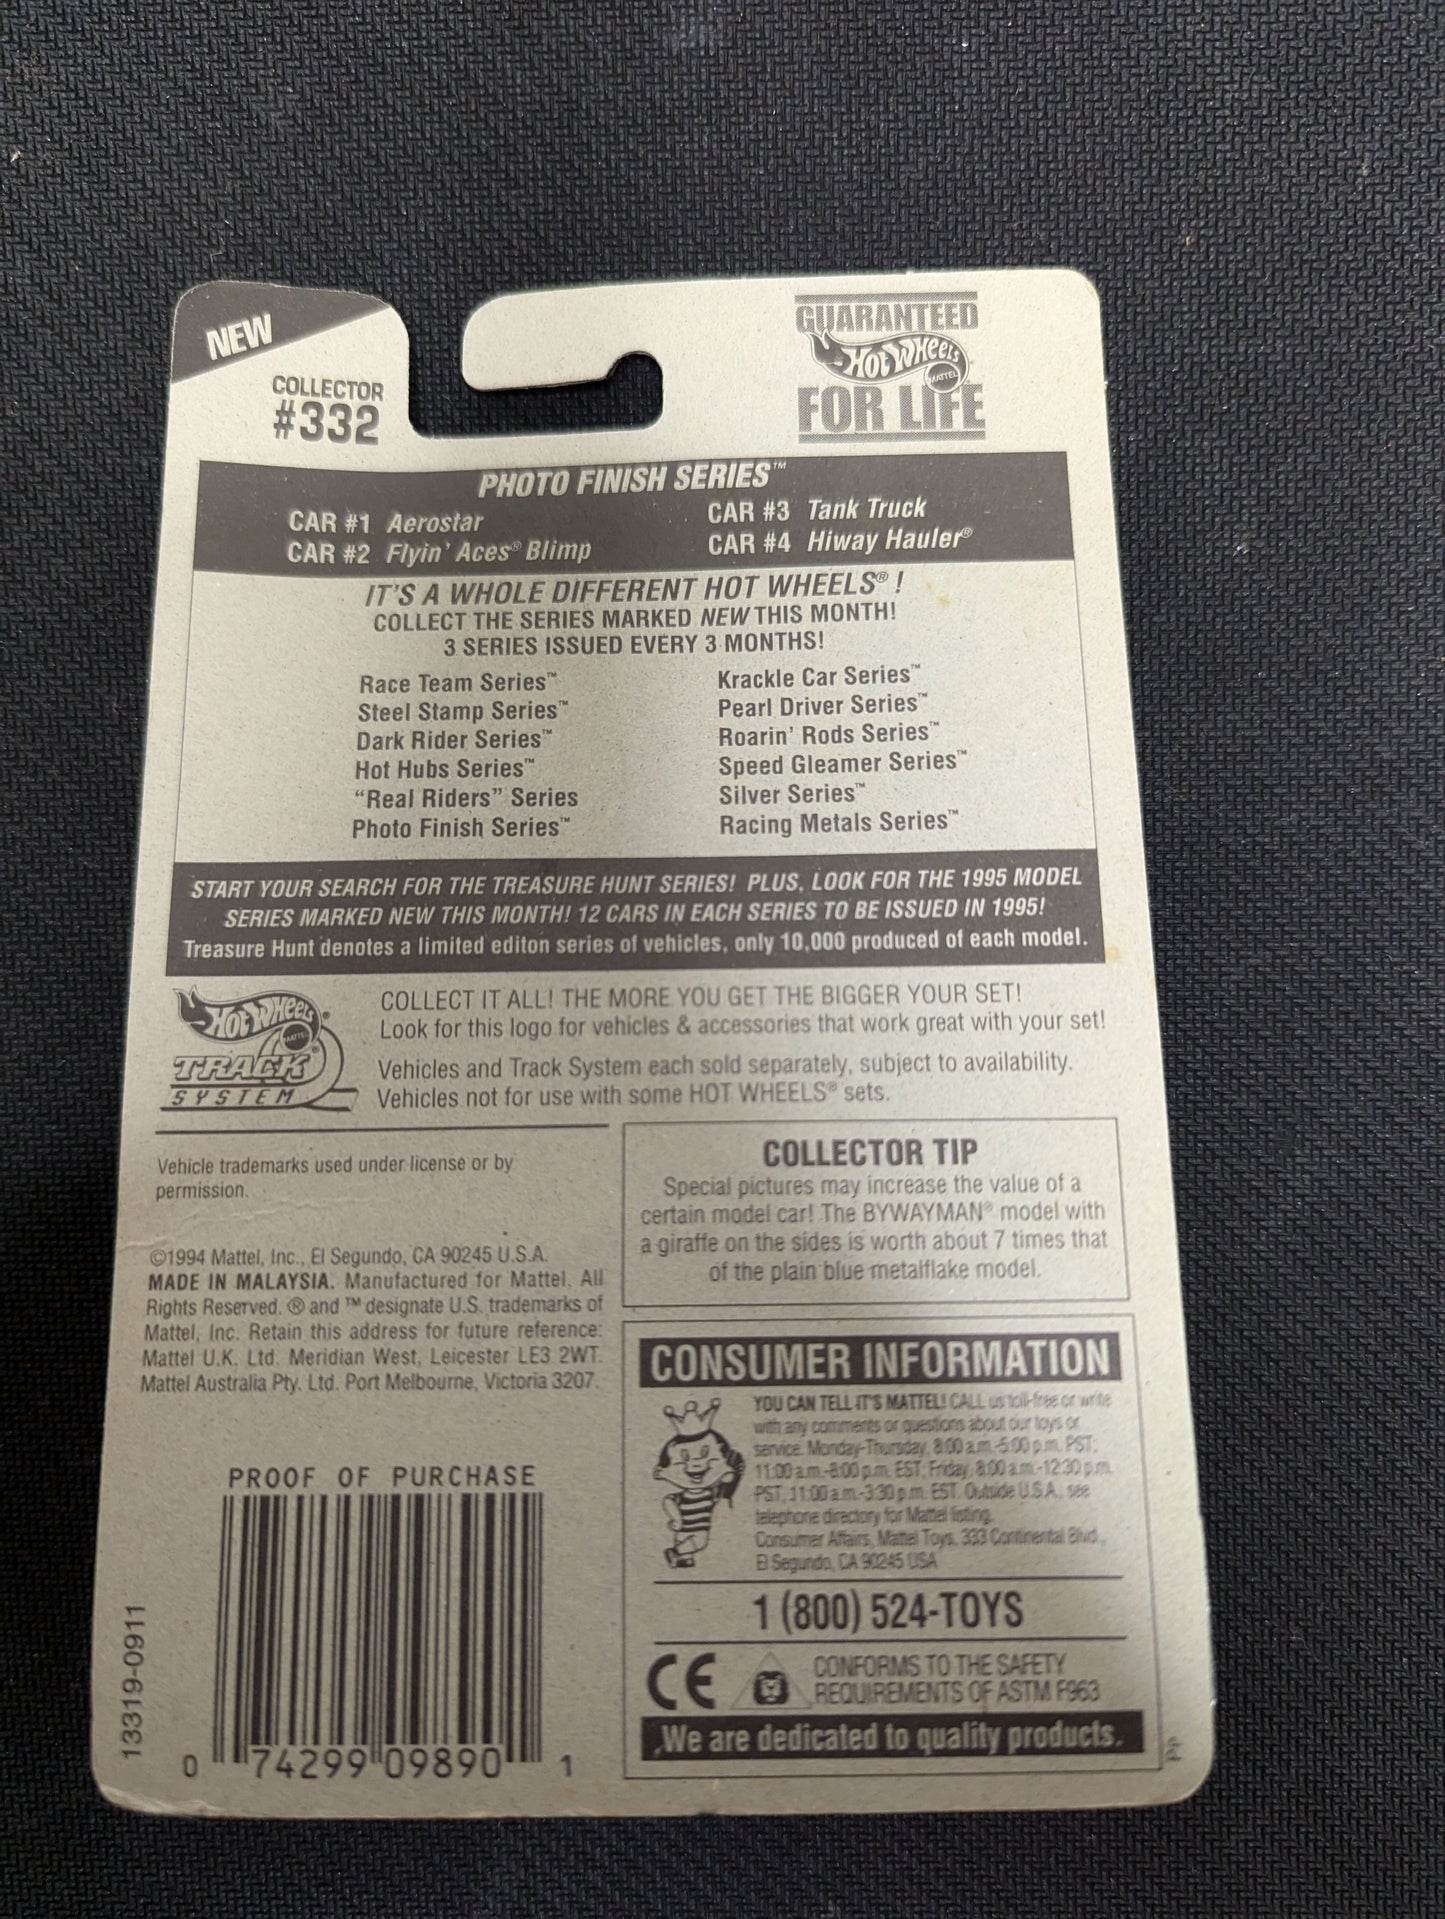 NEW
COLLECTOR
#332
GUARANTEED
HOT WHEELS
MATTEL
FOR LIFE
PHOTO FINISH SERIES™
CAR #1 Aerostar
CAR #2 Flyin' Aces® Blimp
CAR #3 Tank Truck
CAR #4 Hiway Hauler®
IT'S A WHOLE DIFFERENT HOT WHEELS®!
COLLECT THE SERIES MARKED NEW THIS MONTH!
3 SERIES ISSUED EVERY 3 MONTHS!
Race Team Series™
Steel Stamp Series™
Dark Rider Series™
Hot Hubs Series™
"Real Riders" Series
Photo Finish Series™
Krackle Car Series™
Pearl Driver Series™
Roarin' Rods Series™
Speed Gleamer Series™
Silver Series™
Racing Metals Series™
START YOUR SEARCH FOR THE TREASURE HUNT SERIES! PLUS, LOOK FOR THE 1995 MODEL
SERIES MARKED NEW THIS MONTH! 12 CARS IN EACH SERIES TO BE ISSUED IN 1995!
Treasure Hunt denotes a limited editon series of vehicles, only 10,000 produced of each model.
HOT WHEELS®
MATTEL
TRACK®
SYSTEM
COLLECT IT ALL! THE MORE YOU GET THE BIGGER YOUR SET!
Look for this logo for vehicles & accessories that work great with your set!
Vehicles and Track System each sold separately, subject to availability.
Vehicles not for use with some HOT WHEELS® sets.
Vehicle trademarks used under license or by
permission.
©1994 Mattel, Inc., El Segundo, CA 90245 U.S.A.
MADE IN MALAYSIA. Manufactured for Mattel. All
Rights Reserved. ® and ™ designate U.S. trademarks of
Mattel, Inc. Retain this address for future reference:
Mattel U.K. Ltd. Meridian West, Leicester LE3 2WT.
Mattel Australia Pty. Ltd. Port Melbourne, Victoria 3207.
COLLECTOR TIP
Special pictures may increase the value of a
certain model car! The BYWAYMAN® model with
a giraffe on the sides is worth about 7 times that
of the plain blue metalflake model.
CONSUMER INFORMATION
YOU CAN TELL IT'S MATTEL! CALL us toll-free or write
with any comments or questions about our toys or
service. Monday-Thursday, 8:00 a.m.-5:00 p.m. PST;
11:00 a.m.-8:00 p.m. EST; Friday, 8:00 a.m.-12:30 p.m.
PST, 11:00 a.m.-3:30 p.m. EST. Outside U.S.A., see
telephone directory for Mattel listing.
Consumer Affairs, Mattel Toys, 333 Continental Blvd.,
El Segundo, CA 90245 USA
1 (800) 524-TOYS
CE
CONFORMS TO THE SAFETY
REQUIREMENTS OF ASTM F963
We are dedicated to quality products.
PP
PROOF OF PURCHASE
0 74299 09890 1
13319-0911